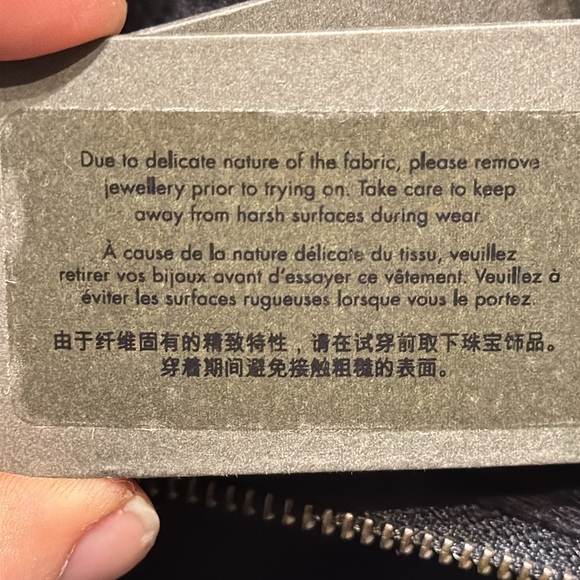 Due to delicate nature of the fabric, please remove
jewellery prior to trying on. Take care to keep
away from harsh surfaces during wear.
À cause de la nature délicate du tissu, veuillez
retirer vos bijoux avant d'essayer ce vêtement. Veuillez à
éviter les surfaces rugueuses lorsque vous le portez.
由于纤维固有的精致特性，请在试穿前取下珠宝饰品。
穿着期间避免接触粗糙的表面。